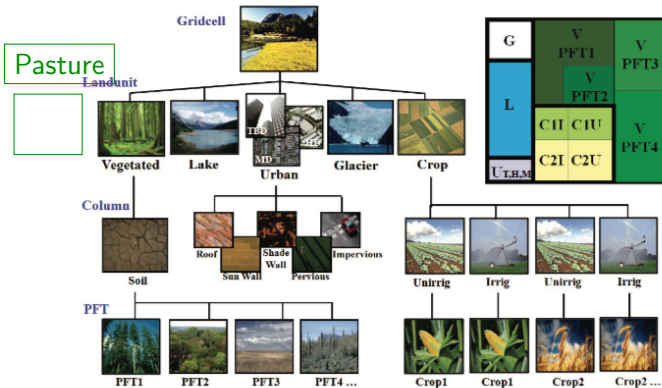 Gridcell
Pasture
Landunit
G
V
PFT1
V
PFT2
V
PFT3
L
C1I C1U
C2I C2U
V
PFT4
U T,H,M
TBD
HD
MD
Vegetated Lake Urban Glacier Crop
Column
Soil
Roof
Sun Wall
Shade
Wall
Pervious
Impervious
Unirrig Irrig Unirrig Irrig
PFT
PFT1 PFT2 PFT3 PFT4 ...
Crop1 Crop1 Crop2 Crop2 ...